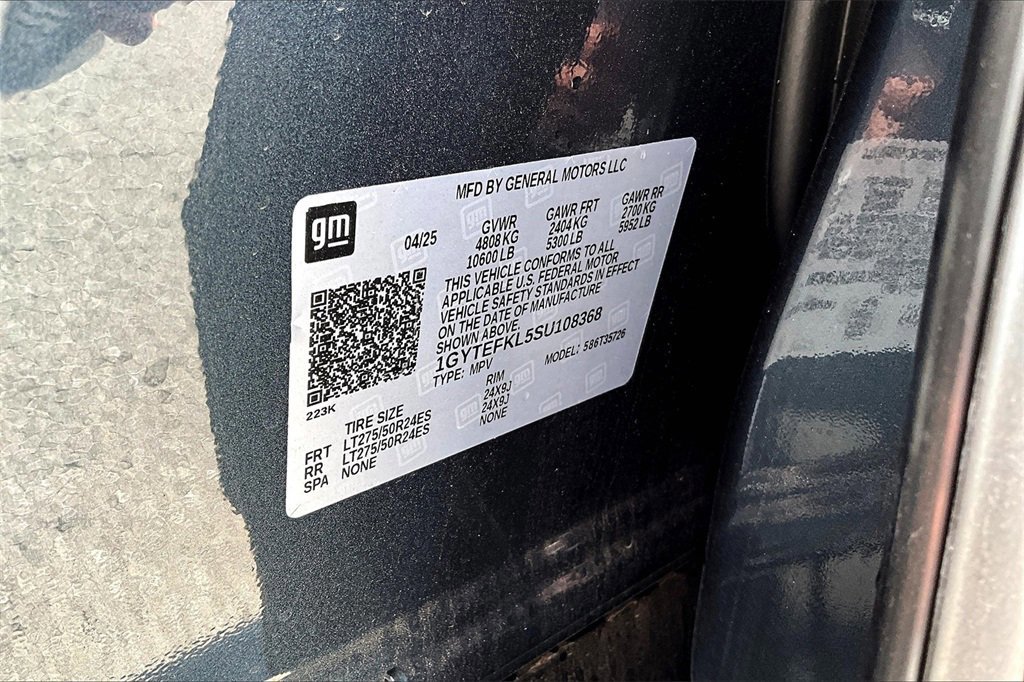 MFD BY GENERAL MOTORS LLC
gm
04/25
GVWR GAWR FRT GAWR RR
4808 KG 2404 KG 2700 KG
10600 LB 5300 LB 5952 LB
THIS VEHICLE CONFORMS TO ALL
APPLICABLE U.S. FEDERAL MOTOR
VEHICLE SAFETY STANDARDS IN EFFECT
ON THE DATE OF MANUFACTURE
SHOWN ABOVE.
1GYTEFKL5SU108368
TYPE: MPV MODEL: 586T35726
223K
TIRE SIZE RIM
FRT LT275/50R24ES 24X9J
RR LT275/50R24ES 24X9J
SPA NONE NONE